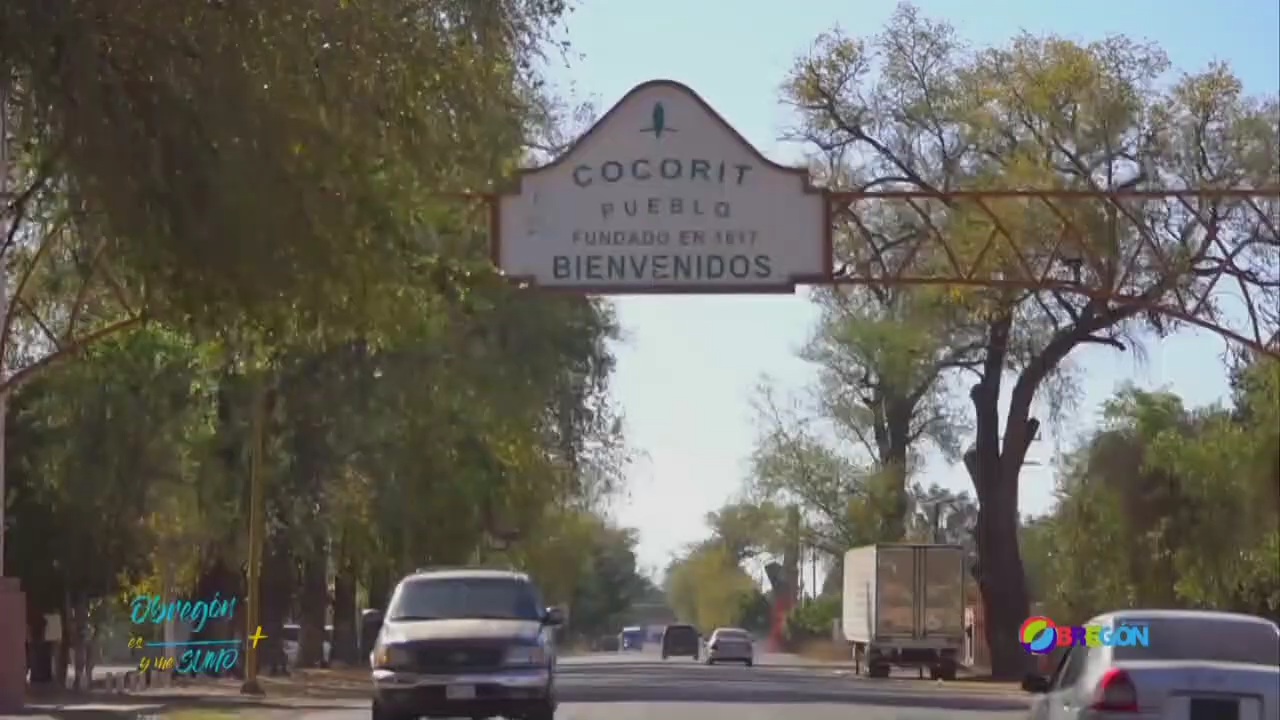 COCORIT
PUEBLO
FUNDADO EN 1617
BIENVENIDOS
Obregón
es
y me SUMO +
OBREGÓN